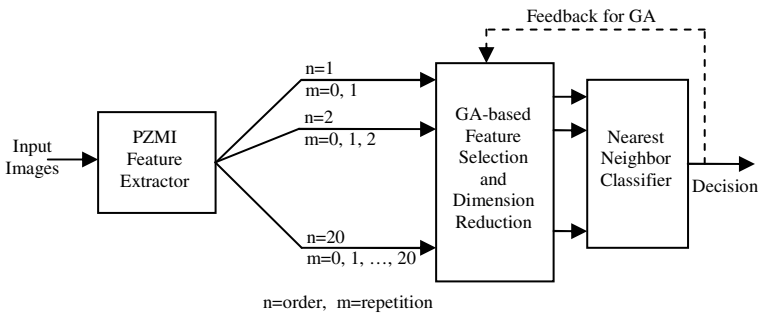 Feedback for GA
Input
Images
PZMI
Feature
Extractor
n=1
m=0, 1
n=2
m=0, 1, 2
n=20
m=0, 1, …, 20
GA-based
Feature
Selection
and
Dimension
Reduction
Nearest
Neighbor
Classifier
Decision
n=order, m=repetition